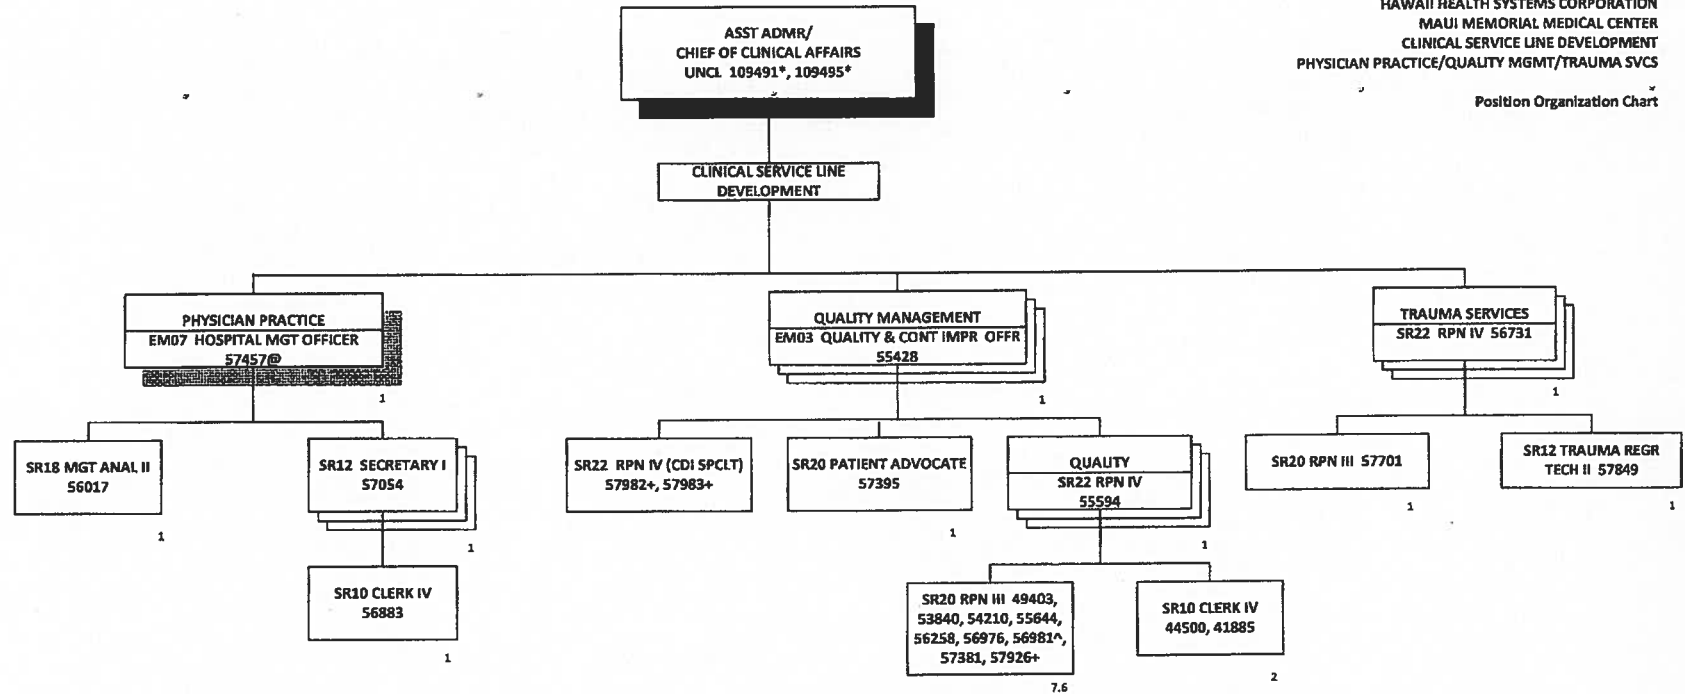 HAWAII HEALTH SYSTEMS CORPORATION
MAUI MEMORIAL MEDICAL CENTER
CLINICAL SERVICE LINE DEVELOPMENT
PHYSICIAN PRACTICE/QUALITY MGMT/TRAUMA SVCS
Position Organization Chart
ASST ADMR/
CHIEF OF CLINICAL AFFAIRS
UNCL 109491*, 109495*
CLINICAL SERVICE LINE
DEVELOPMENT
PHYSICIAN PRACTICE
EM07 HOSPITAL MGT OFFICER
57457@
1
SR18 MGT ANAL II
56017
1
SR12 SECRETARY I
57054
1
SR10 CLERK IV
56883
1
QUALITY MANAGEMENT
EM03 QUALITY & CONT IMPR OFFR
55428
1
SR22 RPN IV (CDI SPCLT)
57982+, 57983+
SR20 PATIENT ADVOCATE
57395
1
QUALITY
SR22 RPN IV
55594
1
SR20 RPN III 49403,
53840, 54210, 55644,
56258, 56976, 56981^,
57381, 57926+
7.6
SR10 CLERK IV
44500, 41885
2
TRAUMA SERVICES
SR22 RPN IV 56731
1
SR20 RPN III 57701
1
SR12 TRAUMA REGR
TECH II 57849
1